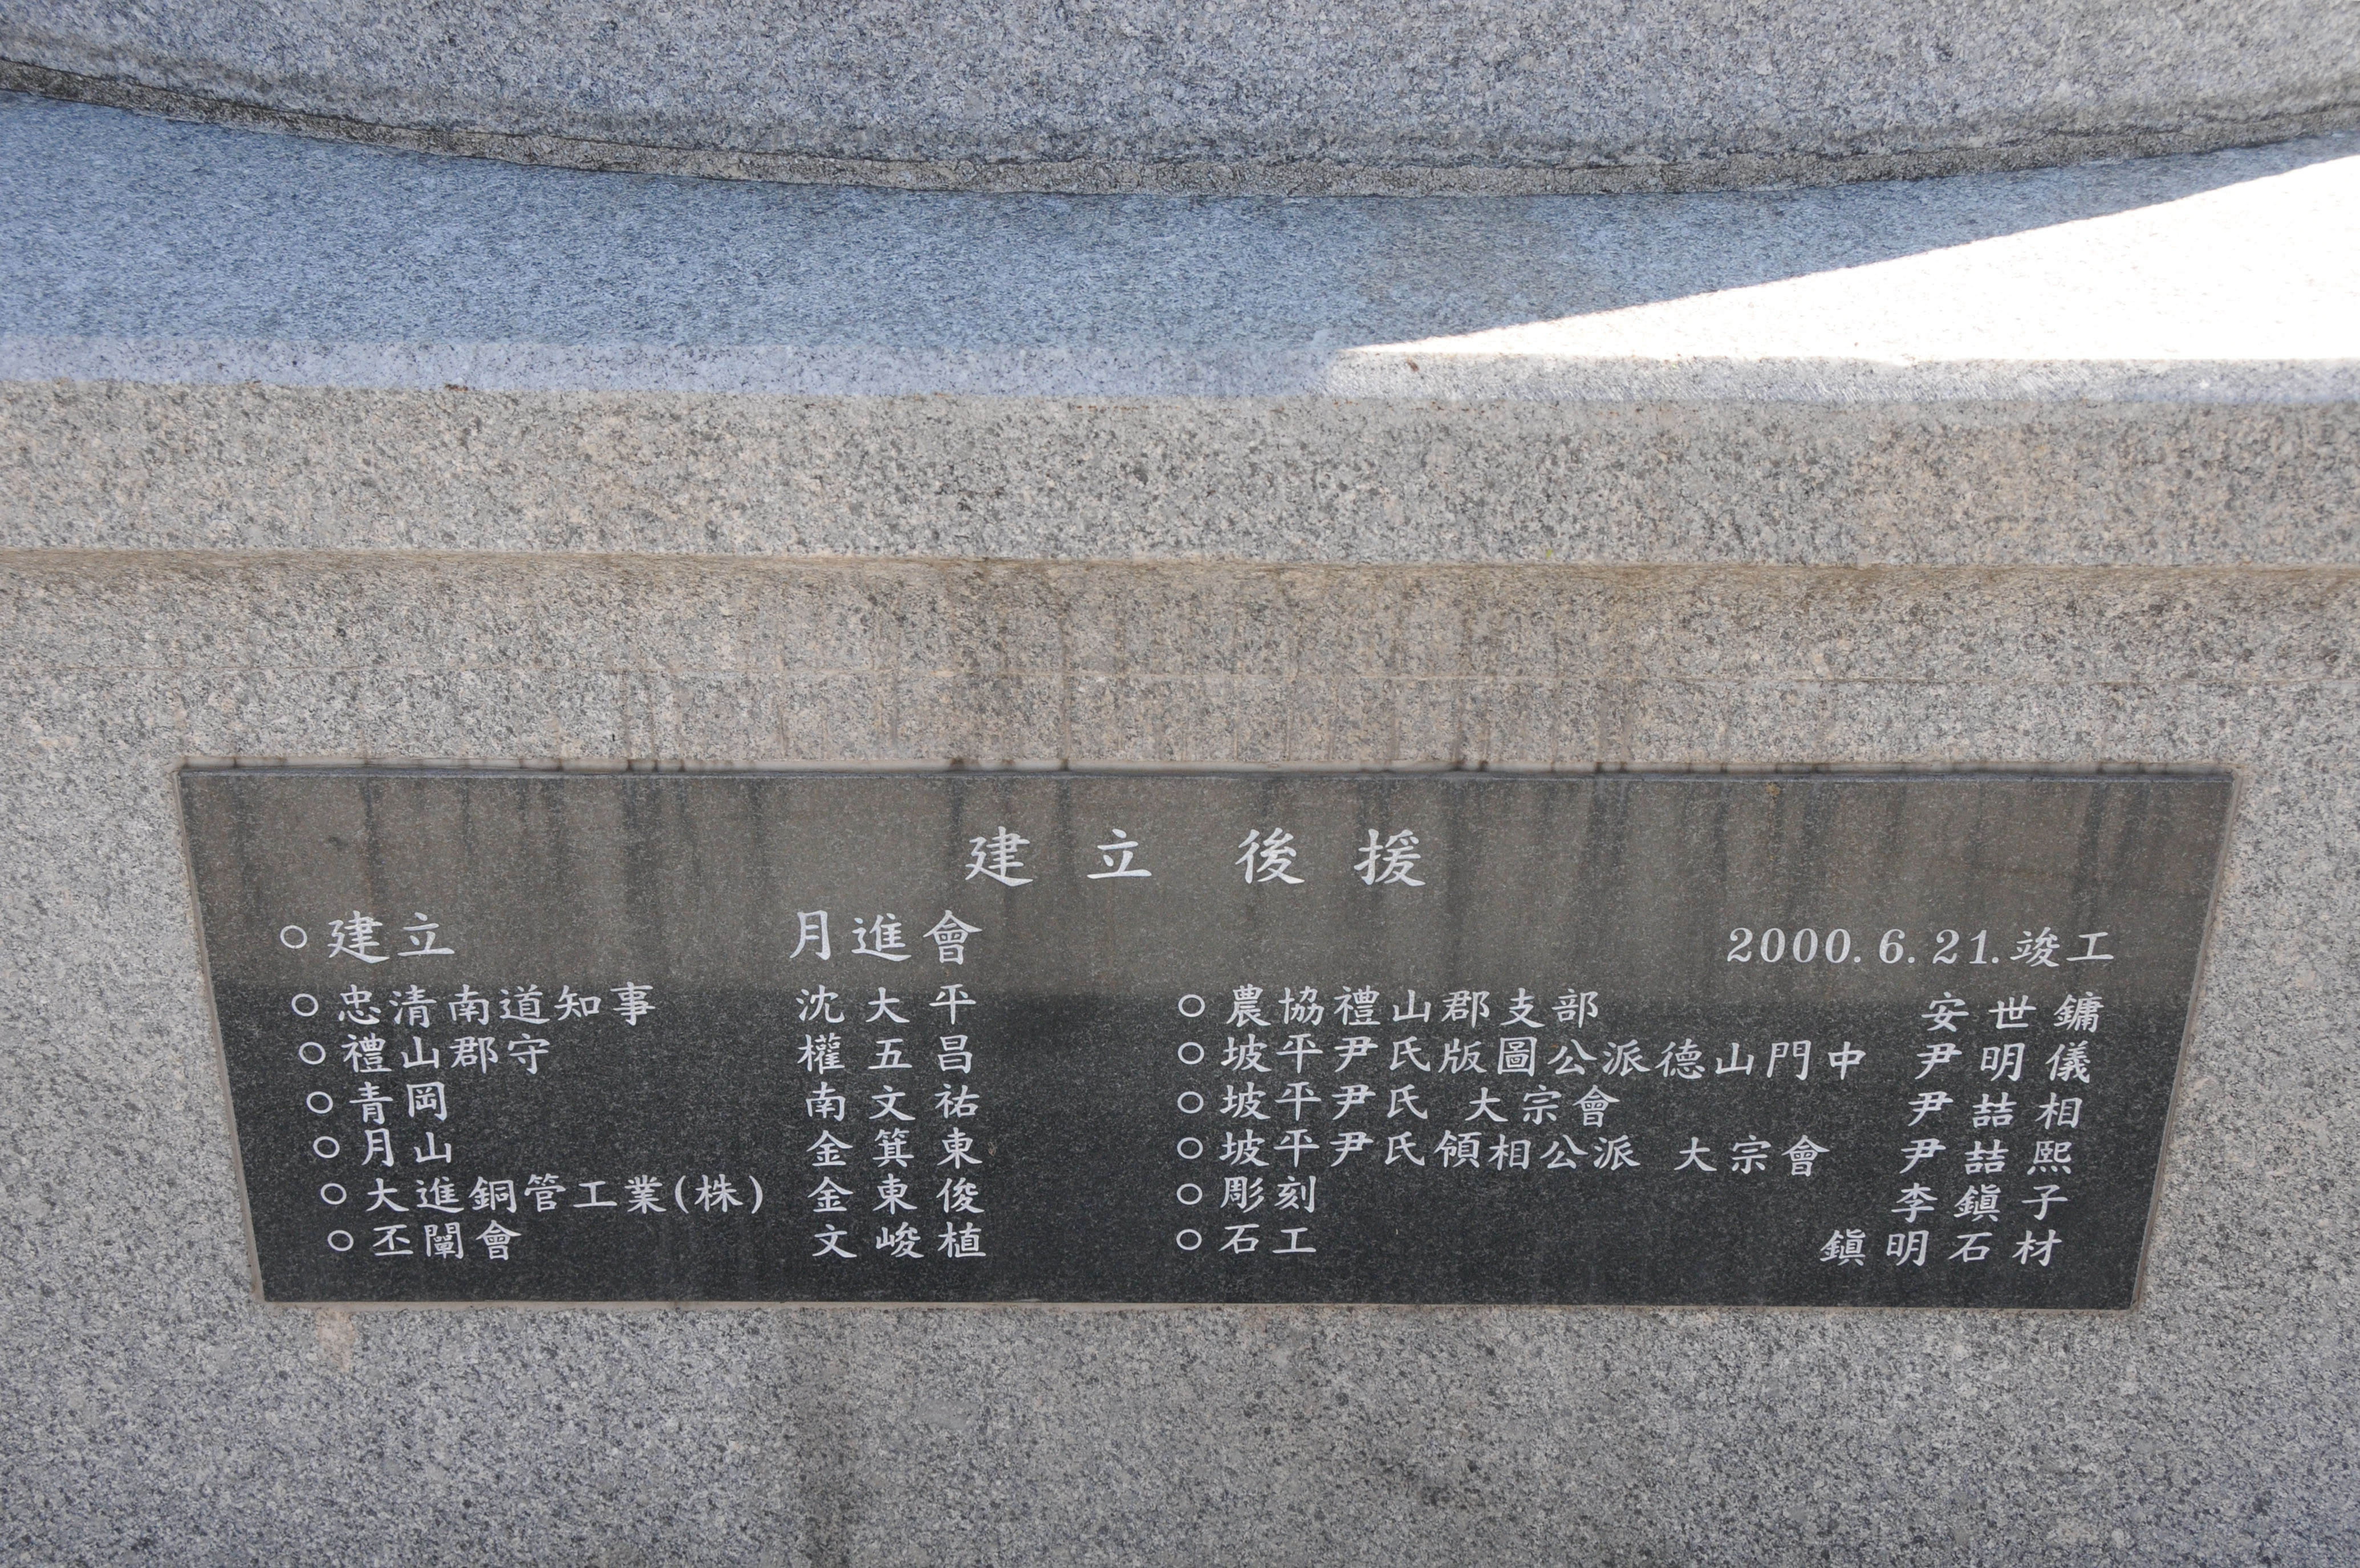 建立 後援
○建立 月進會 2000.6.21.竣工
○忠清南道知事 沈大平
○禮山郡守 權五昌
○青岡 南文祐
○月山 金箕東
○大進銅管工業(株) 金東俊
○丕闡會 文峻植
○農協禮山郡支部 安世鏞
○坡平尹氏版圖公派德山門中 尹明儀
○坡平尹氏 大宗會 尹喆相
○坡平尹氏領相公派 大宗會 尹喆熙
○彫刻 李鎭子
○石工 鎭明石材